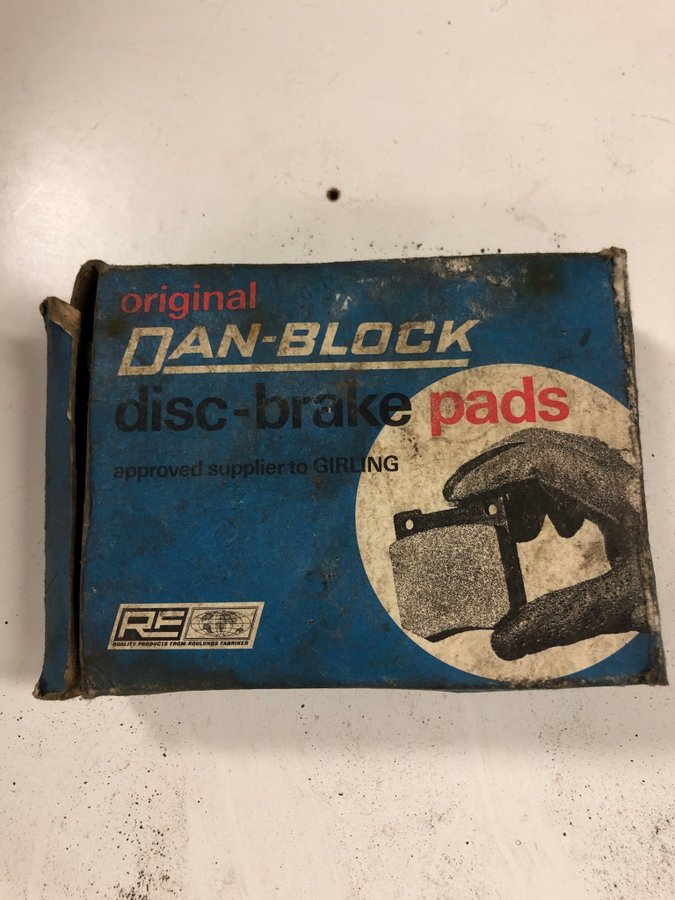 original
DAN-BLOCK
disc-brake pads
approved supplier to GIRLING
RF
QUALITY PRODUCTS FROM ROULUNDS FABRIKER